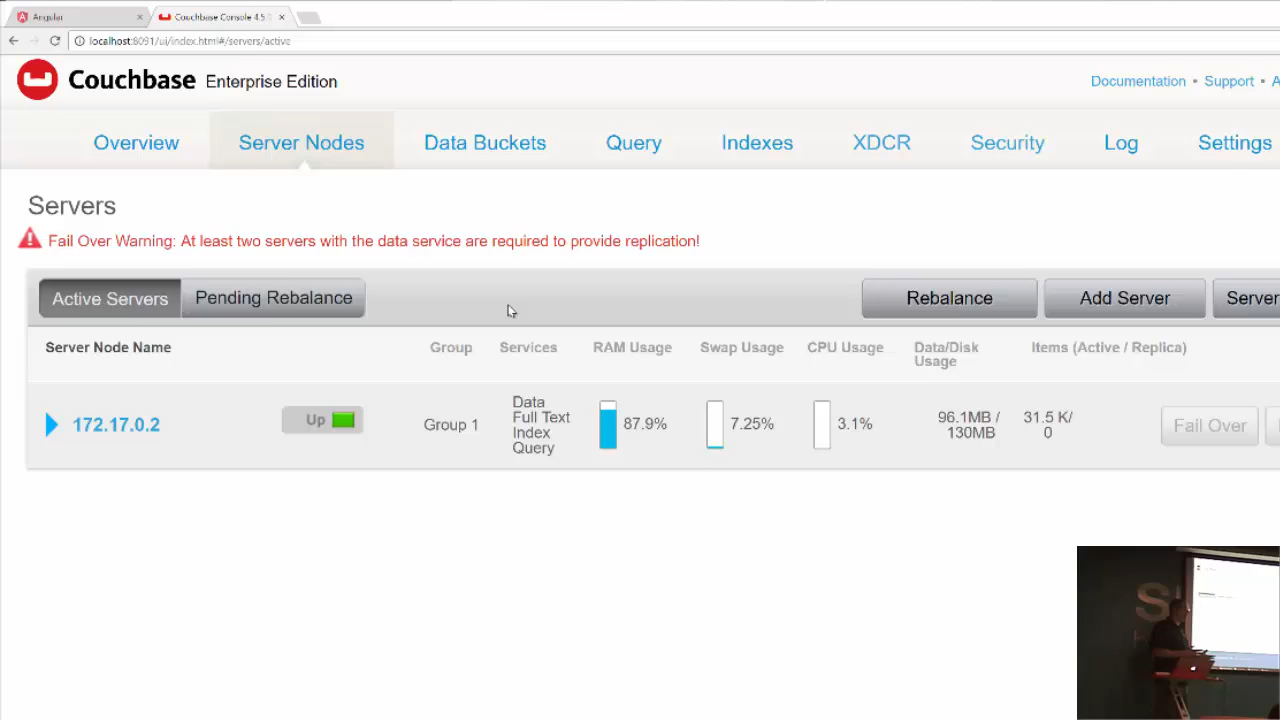 Angular
Couchbase Console 4.5.
localhost:8091/ui/index.html#/servers/active
Couchbase Enterprise Edition
Documentation • Support • A
Overview
Server Nodes
Data Buckets
Query
Indexes
XDCR
Security
Log
Settings
Servers
Fail Over Warning: At least two servers with the data service are required to provide replication!
Active Servers
Pending Rebalance
Rebalance
Add Server
Server
Server Node Name
Group
Services
RAM Usage
Swap Usage
CPU Usage
Data/Disk
Usage
Items (Active / Replica)
172.17.0.2
Up
Group 1
Data
Full Text
Index
Query
87.9%
7.25%
3.1%
96.1MB /
130MB
31.5 K/
0
Fail Over
S